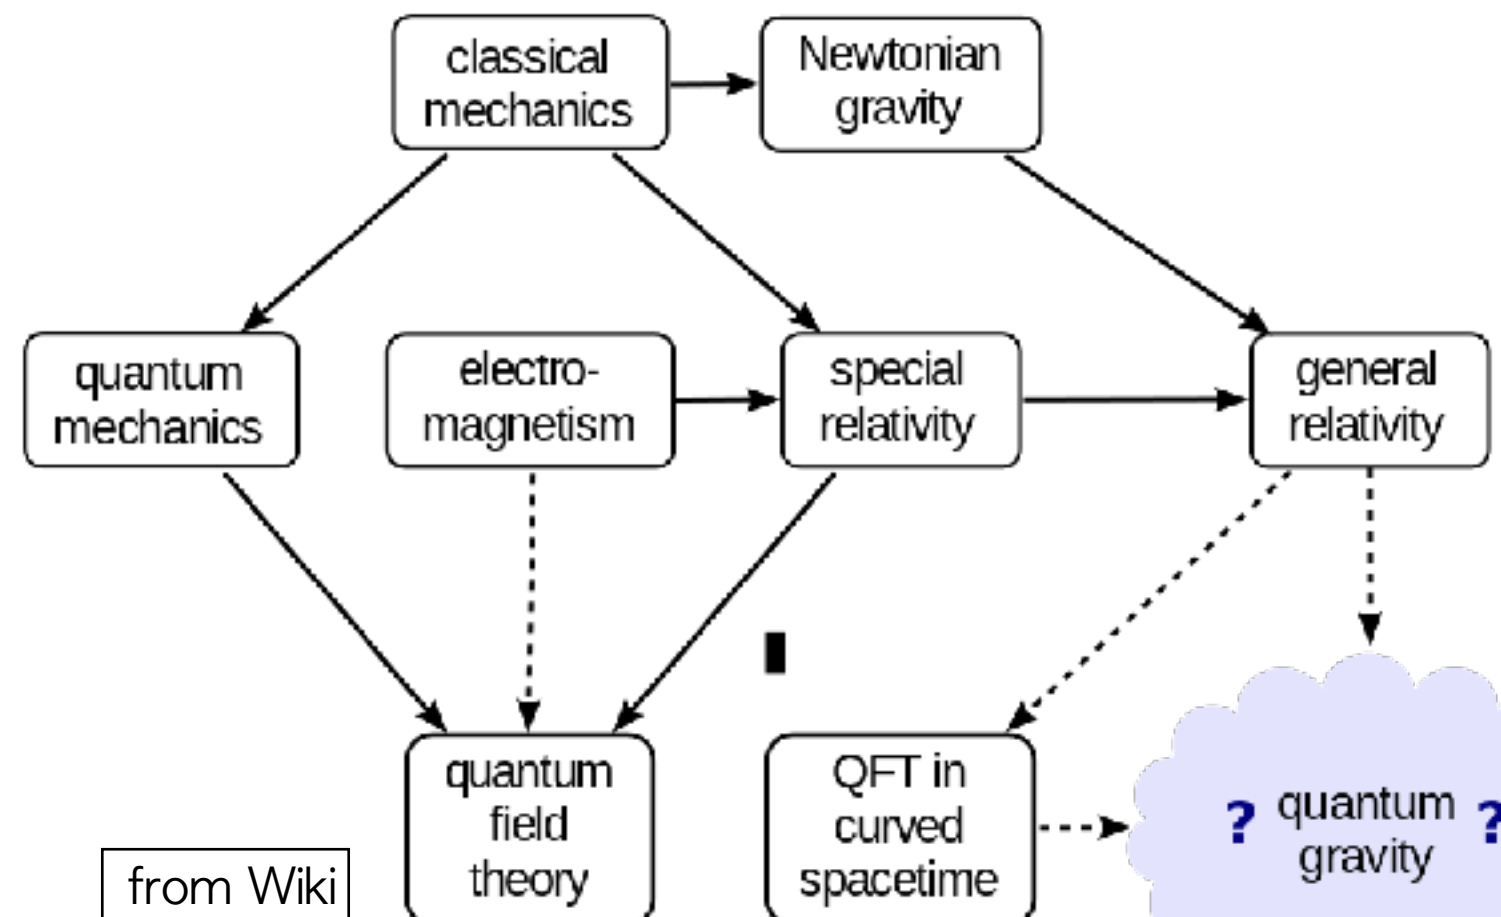 classical
mechanics
Newtonian
gravity
quantum
mechanics
electro-
magnetism
special
relativity
general
relativity
quantum
field
theory
QFT in
curved
spacetime
? quantum ?
gravity
from Wiki